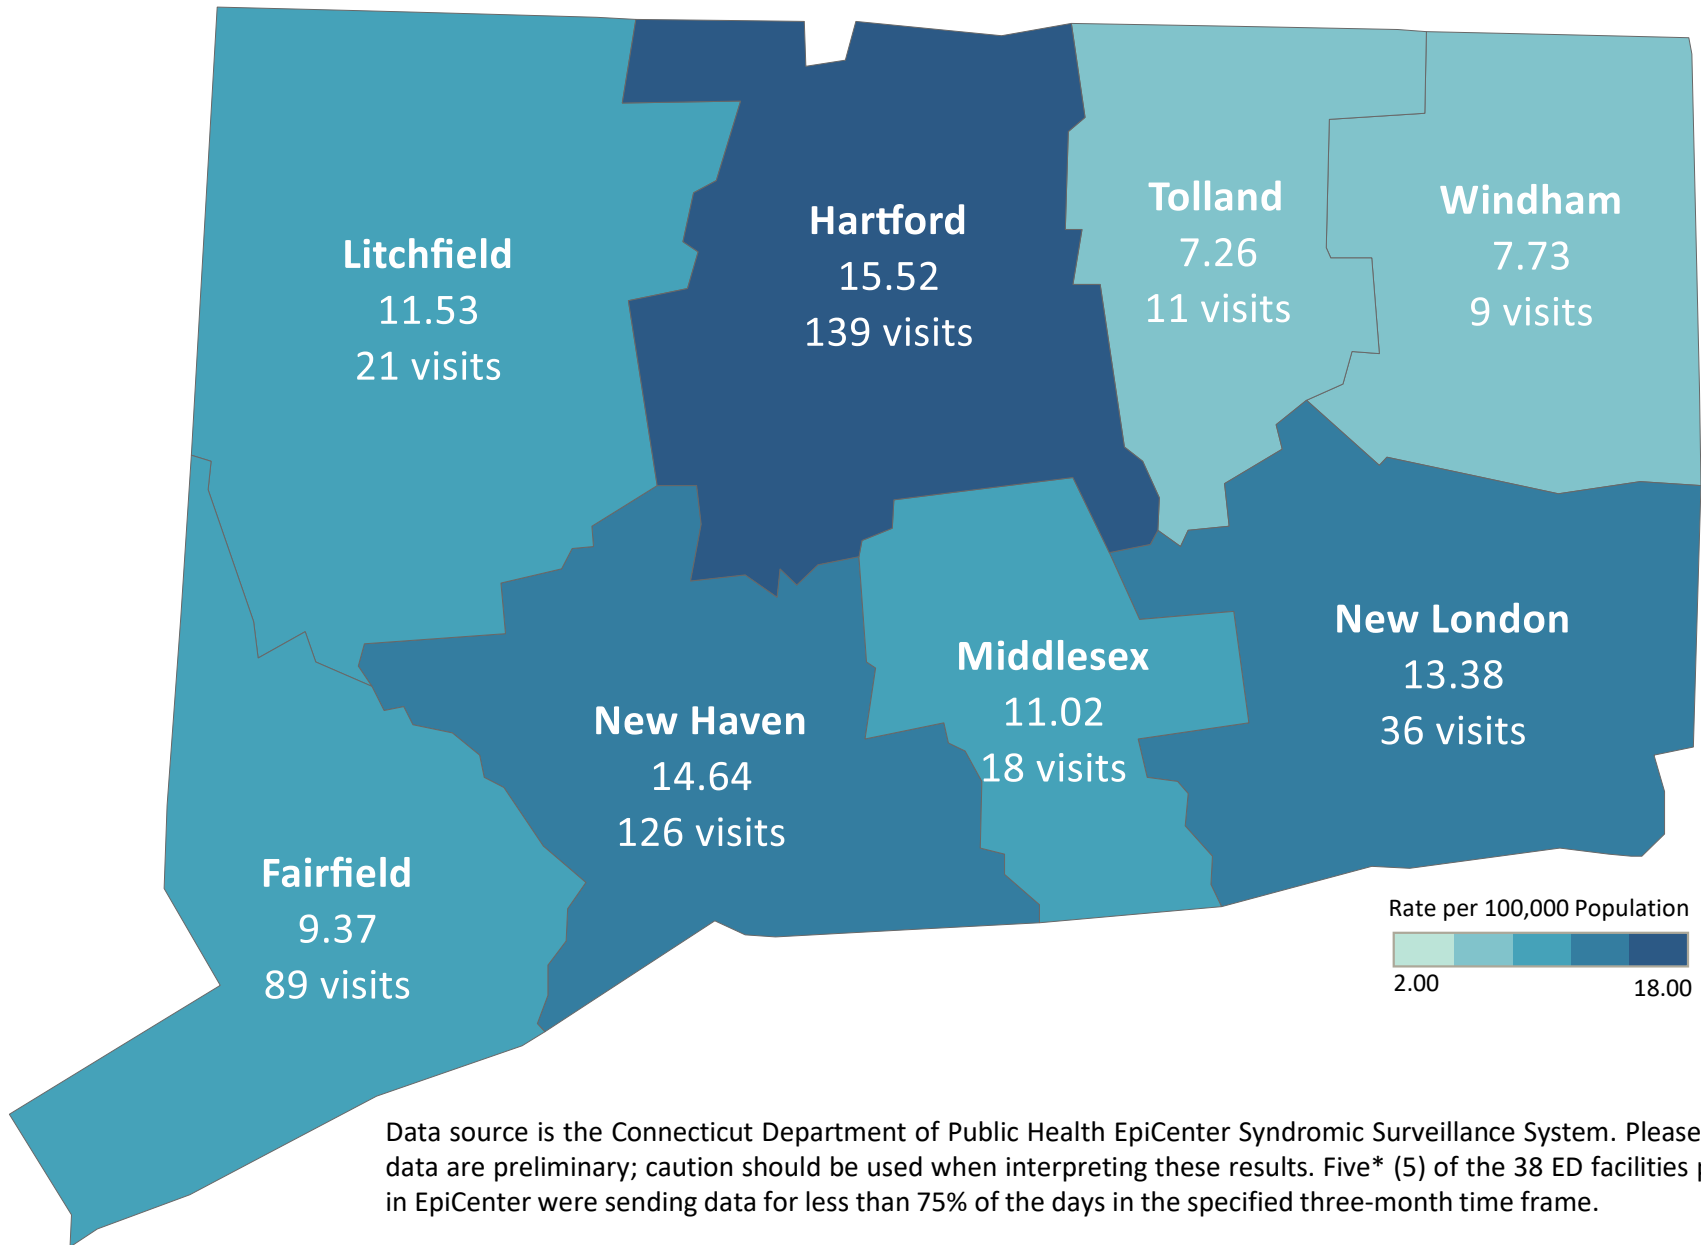 Litchfield
11.53
21 visits
Hartford
15.52
139 visits
Tolland
7.26
11 visits
Windham
7.73
9 visits
Fairfield
9.37
89 visits
New Haven
14.64
126 visits
Middlesex
11.02
18 visits
New London
13.38
36 visits
Rate per 100,000 Population
2.00
18.00
Data source is the Connecticut Department of Public Health EpiCenter Syndromic Surveillance System. Please
data are preliminary; caution should be used when interpreting these results. Five* (5) of the 38 ED facilities
in EpiCenter were sending data for less than 75% of the days in the specified three-month time frame.